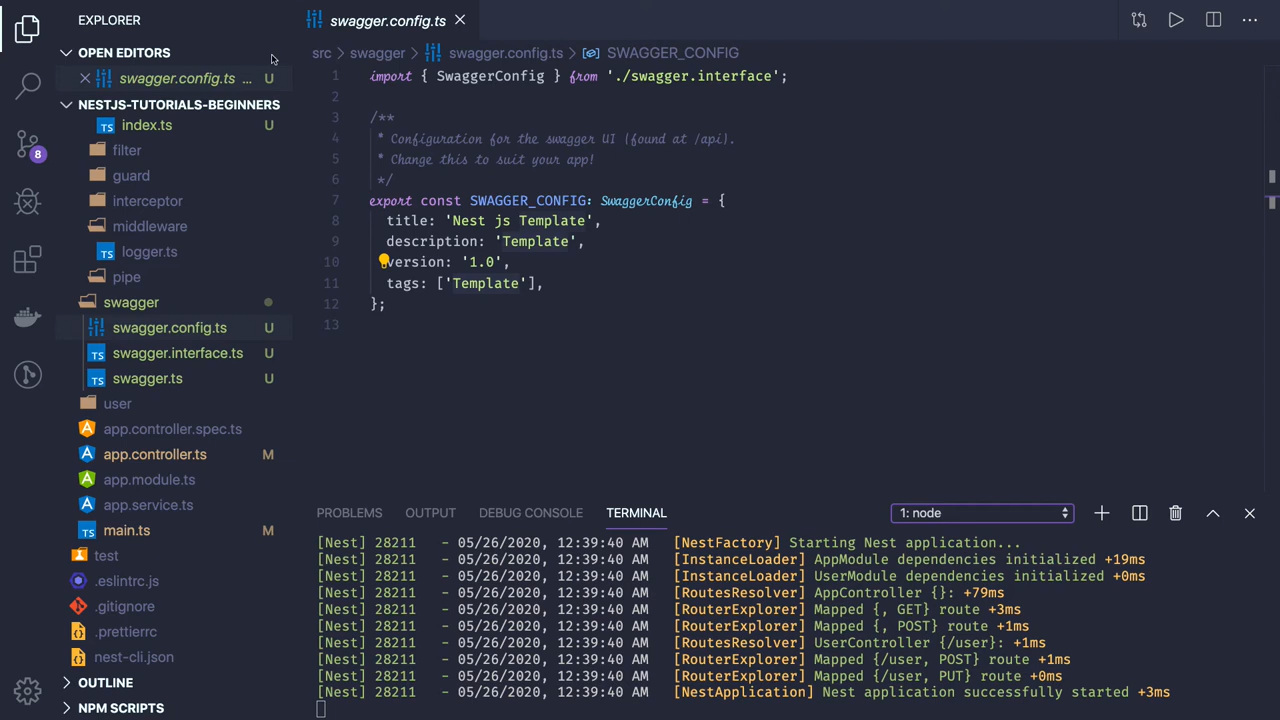 EXPLORER
OPEN EDITORS
swagger.config.ts ... U
NESTJS-TUTORIALS-BEGINNERS
index.ts U
filter
guard
interceptor
middleware
logger.ts
pipe
swagger
swagger.config.ts U
swagger.interface.ts U
swagger.ts U
user
app.controller.spec.ts
app.controller.ts M
app.module.ts
app.service.ts
main.ts M
test
.eslintrc.js
.gitignore
.prettierrc
nest-cli.json
OUTLINE
NPM SCRIPTS
8
swagger.config.ts
src > swagger > swagger.config.ts > SWAGGER_CONFIG
1 import { SwaggerConfig } from './swagger.interface';
2
3 /**
4 * Configuration for the swagger UI (found at /api).
5 * Change this to suit your app!
6 */
7 export const SWAGGER_CONFIG: SwaggerConfig = {
8 title: 'Nest js Template',
9 description: 'Template',
10 version: '1.0',
11 tags: ['Template'],
12 };
13
PROBLEMS OUTPUT DEBUG CONSOLE TERMINAL 1: node
[Nest] 28211 - 05/26/2020, 12:39:40 AM [NestFactory] Starting Nest application...
[Nest] 28211 - 05/26/2020, 12:39:40 AM [InstanceLoader] AppModule dependencies initialized +19ms
[Nest] 28211 - 05/26/2020, 12:39:40 AM [InstanceLoader] UserModule dependencies initialized +0ms
[Nest] 28211 - 05/26/2020, 12:39:40 AM [RoutesResolver] AppController {}: +79ms
[Nest] 28211 - 05/26/2020, 12:39:40 AM [RouterExplorer] Mapped {, GET} route +3ms
[Nest] 28211 - 05/26/2020, 12:39:40 AM [RouterExplorer] Mapped {, POST} route +1ms
[Nest] 28211 - 05/26/2020, 12:39:40 AM [RoutesResolver] UserController {/user}: +1ms
[Nest] 28211 - 05/26/2020, 12:39:40 AM [RouterExplorer] Mapped {/user, POST} route +1ms
[Nest] 28211 - 05/26/2020, 12:39:40 AM [RouterExplorer] Mapped {/user, PUT} route +0ms
[Nest] 28211 - 05/26/2020, 12:39:40 AM [NestApplication] Nest application successfully started +3ms